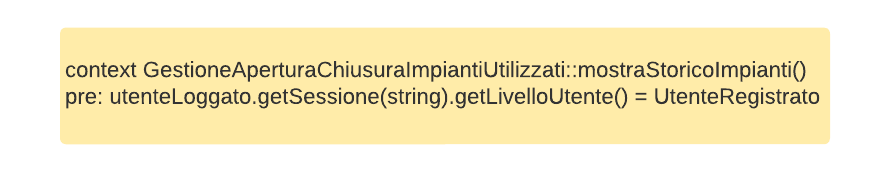 context GestioneAperturaChiusuraImpiantiUtilizzati::mostraStoricoImpianti()
pre: utenteLoggato.getSessione(string).getLivelloUtente() = UtenteRegistrato